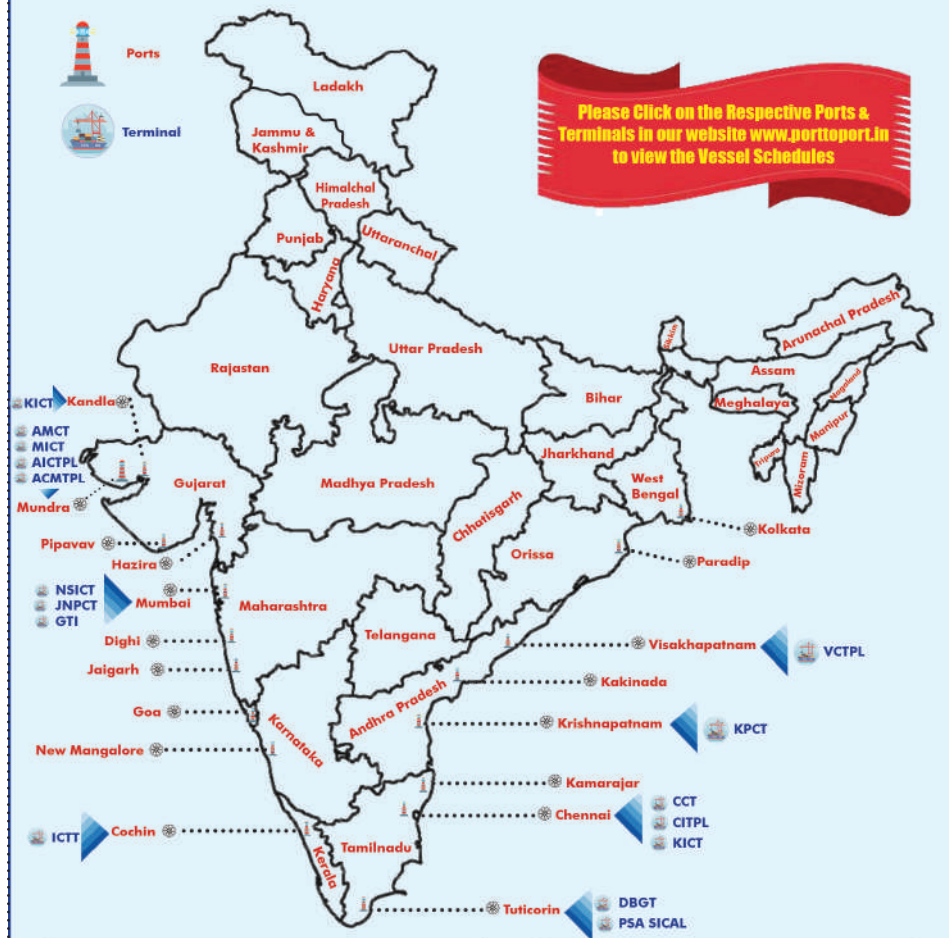 Ports
Terminal
Please Click on the Respective Ports &
Terminals in our website www.porttoport.in
to view the Vessel Schedules
Ladakh
Jammu &
Kashmir
Himalchal
Pradesh
Punjab
Uttaranchal
Haryana
Arunachal Pradesh
Sikkin
Uttar Pradesh
Rajastan
Assam
Nagaland
Bihar
Meghalaya
Manipur
KICT
Kandla
AMCT
MICT
AICTPL
ACMTPL
Mundra
Gujarat
Madhya Pradesh
Jharkhand
West
Bengal
Tripura
Mizoram
Chhatisgarh
Kolkata
Pipavav
Orissa
Paradip
Hazira
NSICT
JNPCT
GTI
Mumbai
Maharashtra
Dighi
Telangana
Visakhapatnam
VCTPL
Jaigarh
Kakinada
Goa
Andhra Pradesh
Krishnapatnam
KPCT
New Mangalore
Karnataka
Kamarajar
Chennai
CCT
CITPL
KICT
ICTT
Cochin
Kerala
Tamilnadu
Tuticorin
DBGT
PSA SICAL